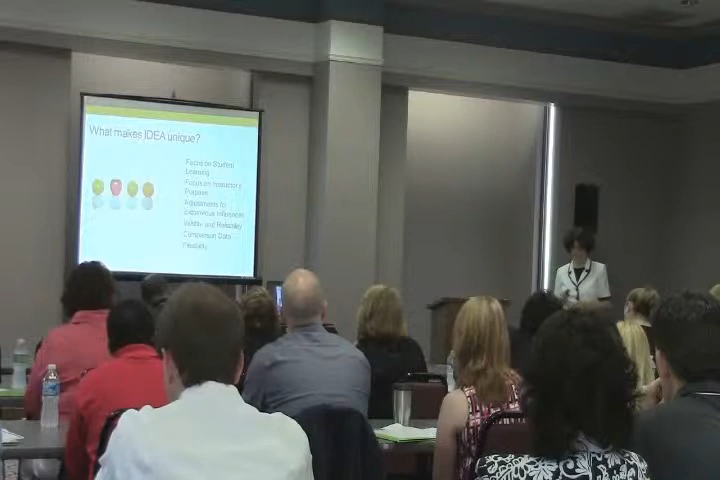 What makes IDEA unique?
Focus on Student
Learning
Focus on Instructor's
Purpose
Adjustments for
extraneous influences
Validity and Reliability
Comparison Data
Flexibility